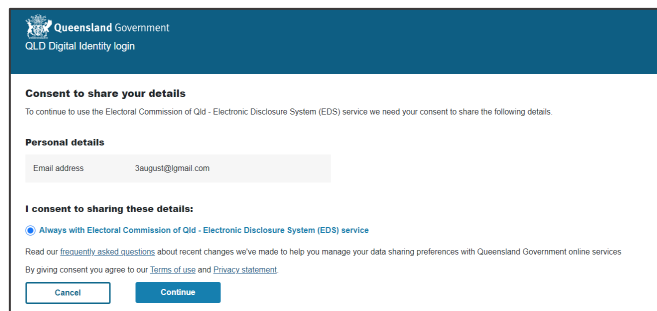 Queensland Government
QLD Digital Identity login
Consent to share your details
To continue to use the Electoral Commission of Qld - Electronic Disclosure System (EDS) service we need your consent to share the following details.
Personal details
Email address 3august@lgmail.com
I consent to sharing these details:
Always with Electoral Commission of Qld - Electronic Disclosure System (EDS) service
Read our frequently asked questions about recent changes we've made to help you manage your data sharing preferences with Queensland Government online services
By giving consent you agree to our Terms of use and Privacy statement.
Cancel Continue